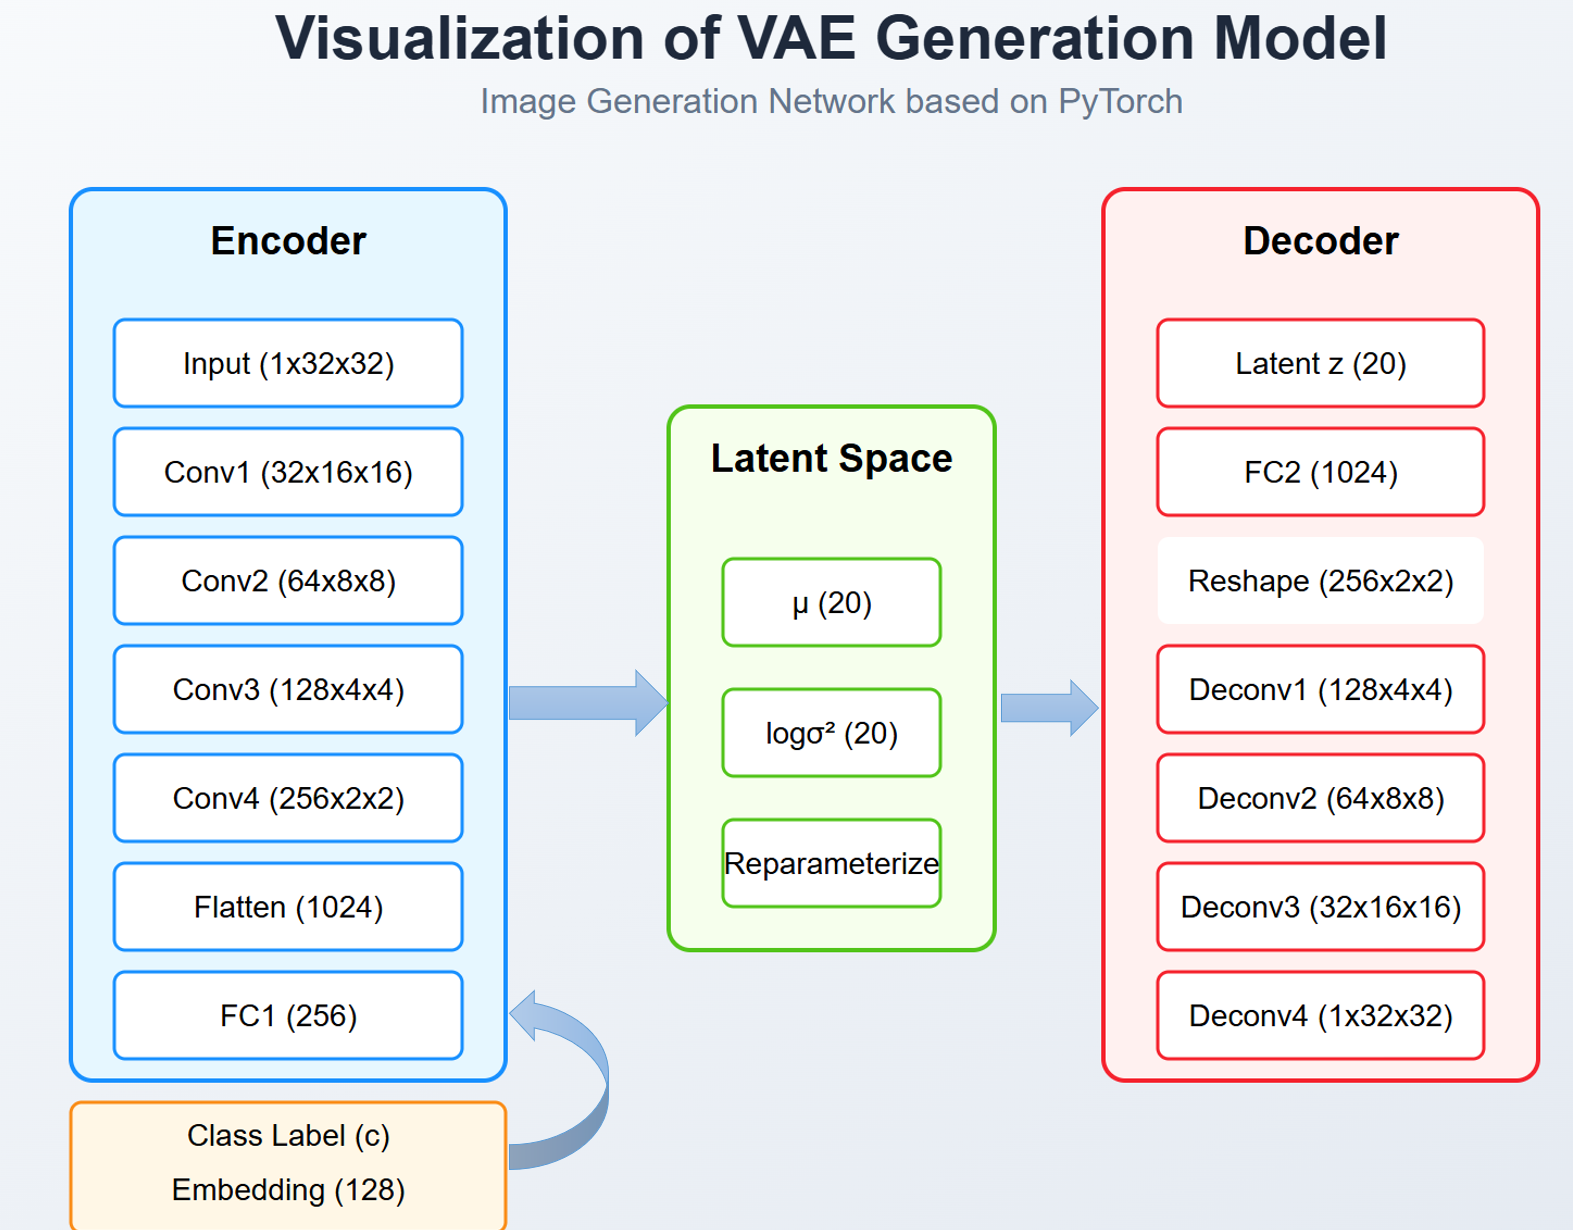 Visualization of VAE Generation Model
Image Generation Network based on PyTorch
Encoder
Input (1x32x32)
Conv1 (32x16x16)
Conv2 (64x8x8)
Conv3 (128x4x4)
Conv4 (256x2x2)
Flatten (1024)
FC1 (256)
Class Label (c)
Embedding (128)
Latent Space
μ (20)
logσ² (20)
Reparameterize
Decoder
Latent z (20)
FC2 (1024)
Reshape (256x2x2)
Deconv1 (128x4x4)
Deconv2 (64x8x8)
Deconv3 (32x16x16)
Deconv4 (1x32x32)